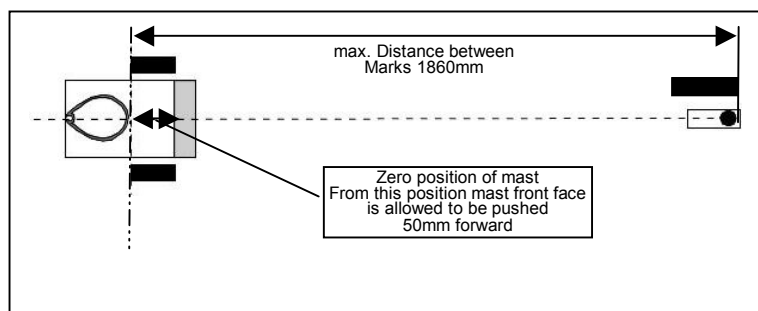 max. Distance between
Marks 1860mm
Zero position of mast
From this position mast front face
is allowed to be pushed
50mm forward